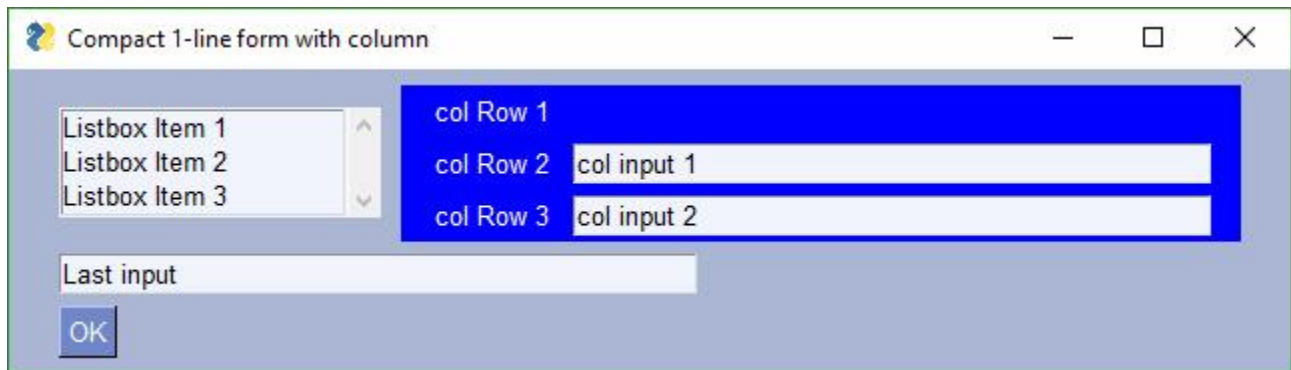 Compact 1-line form with column
Listbox Item 1
Listbox Item 2
Listbox Item 3
col Row 1
col Row 2 col input 1
col Row 3 col input 2
Last input
OK